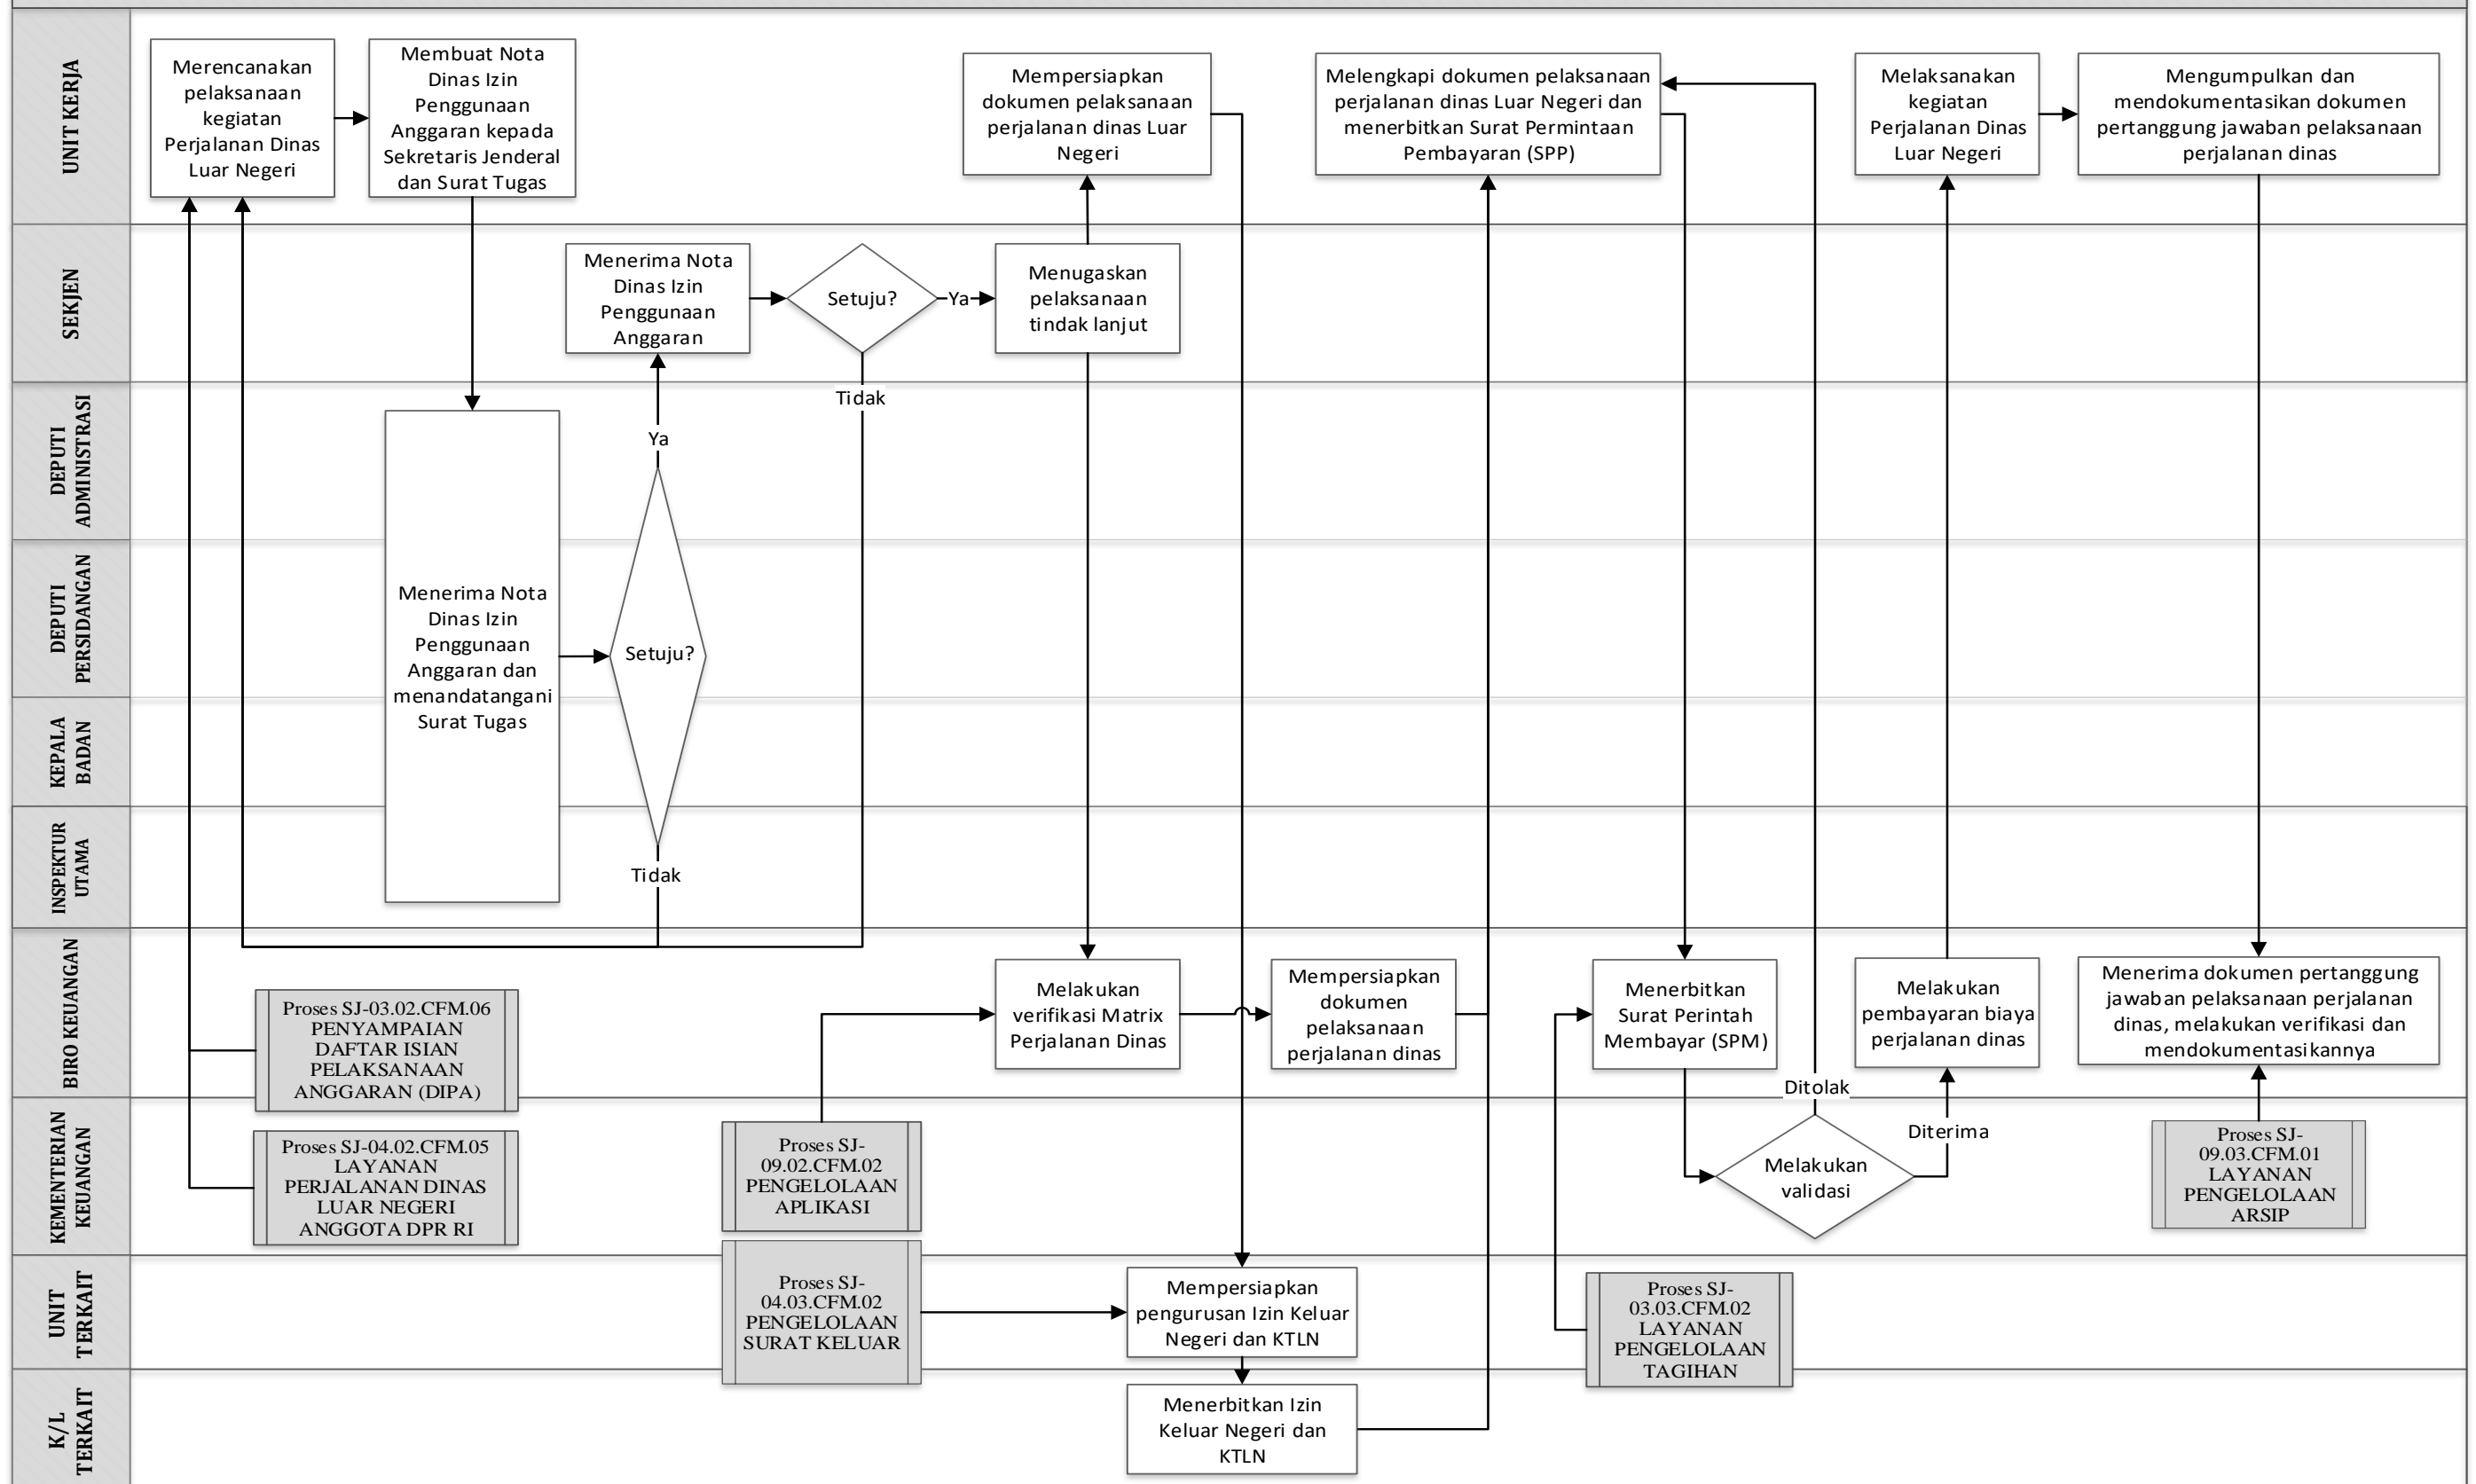 UNIT KERJA
Merencanakan
pelaksanaan
kegiatan
Perjalanan Dinas
Luar Negeri
Membuat Nota
Dinas Izin
Penggunaan
Anggaran kepada
Sekretaris Jenderal
dan Surat Tugas
Mempersiapkan
dokumen pelaksanaan
perjalanan dinas Luar
Negeri
Melengkapi dokumen pelaksanaan
perjalanan dinas Luar Negeri dan
menerbitkan Surat Permintaan
Pembayaran (SPP)
Melaksanakan
kegiatan
Perjalanan Dinas
Luar Negeri
Mengumpulkan dan
mendokumentasikan dokumen
pertanggung jawaban pelaksanaan
perjalanan dinas
SEKJEN
Menerima Nota
Dinas Izin
Penggunaan
Anggaran
Setuju?
Ya
Menugaskan
pelaksanaan
tindak lanjut
Tidak
DEPUTI
ADMINISTRASI
Ya
DEPUTI
PERSIDANGAN
Menerima Nota
Dinas Izin
Penggunaan
Anggaran dan
menandatangani
Surat Tugas
Setuju?
KEPALA
BADAN
INSPEKTUR
UTAMA
Tidak
BIRO KEUANGAN
Proses SJ-03.02.CFM.06
PENYAMPAIAN
DAFTAR ISIAN
PELAKSANAAN
ANGGARAN (DIPA)
Melakukan
verifikasi Matrix
Perjalanan Dinas
Mempersiapkan
dokumen
pelaksanaan
perjalanan dinas
Menerbitkan
Surat Perintah
Membayar (SPM)
Melakukan
pembayaran biaya
perjalanan dinas
Menerima dokumen pertanggung
jawaban pelaksanaan perjalanan
dinas, melakukan verifikasi dan
mendokumentasikannya
Ditolak
KEMENTERIAN
KEUANGAN
Proses SJ-04.02.CFM.05
LAYANAN
PERJALANAN DINAS
LUAR NEGERI
ANGGOTA DPR RI
Proses SJ-
09.02.CFM.02
PENGELOLAAN
APLIKASI
Melakukan
validasi
Diterima
Proses SJ-
09.03.CFM.01
LAYANAN
PENGELOLAAN
ARSIP
UNIT
TERKAIT
Proses SJ-
04.03.CFM.02
PENGELOLAAN
SURAT KELUAR
Mempersiapkan
pengurusan Izin Keluar
Negeri dan KTLN
Proses SJ-
03.03.CFM.02
LAYANAN
PENGELOLAAN
TAGIHAN
K/L
TERKAIT
Menerbitkan Izin
Keluar Negeri dan
KTLN